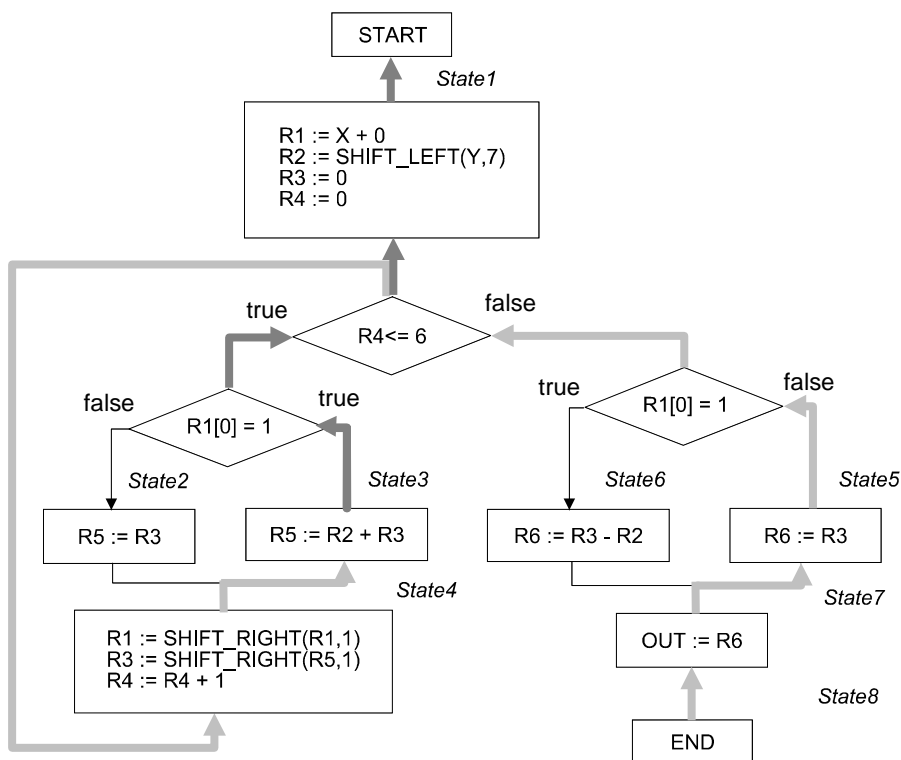 START
State1
R1 := X + 0
R2 := SHIFT_LEFT(Y,7)
R3 := 0
R4 := 0
true
false
R4<= 6
false
true
true
false
R1[0] = 1
R1[0] = 1
State2
State3
State6
State5
R5 := R3
R5 := R2 + R3
R6 := R3 - R2
R6 := R3
State4
State7
R1 := SHIFT_RIGHT(R1,1)
R3 := SHIFT_RIGHT(R5,1)
R4 := R4 + 1
OUT := R6
State8
END